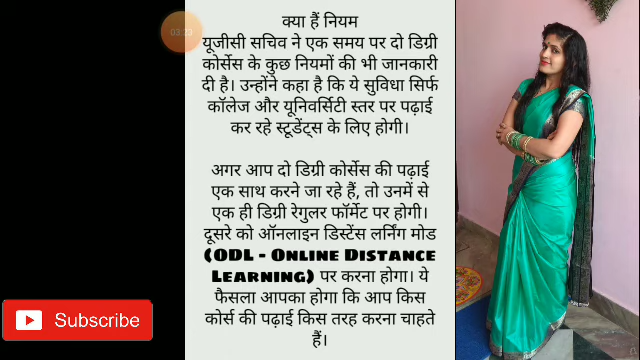 03:23
क्या हैं नियम
यूजीसी सचिव ने एक समय पर दो डिग्री
कोर्सेस के कुछ नियमों की भी जानकारी
दी है। उन्होंने कहा है कि ये सुविधा सिर्फ
कॉलेज और यूनिवर्सिटी स्तर पर पढ़ाई
कर रहे स्टूडेंट्स के लिए होगी।
अगर आप दो डिग्री कोर्सेस की पढ़ाई
एक साथ करने जा रहे हैं, तो उनमें से
एक ही डिग्री रेगुलर फॉर्मेट पर होगी।
दूसरे को ऑनलाइन डिस्टेंस लर्निंग मोड
(ODL - Online Distance
Learning) पर करना होगा। ये
फैसला आपका होगा कि आप किस
कोर्स की पढ़ाई किस तरह करना चाहते
हैं।
Subscribe